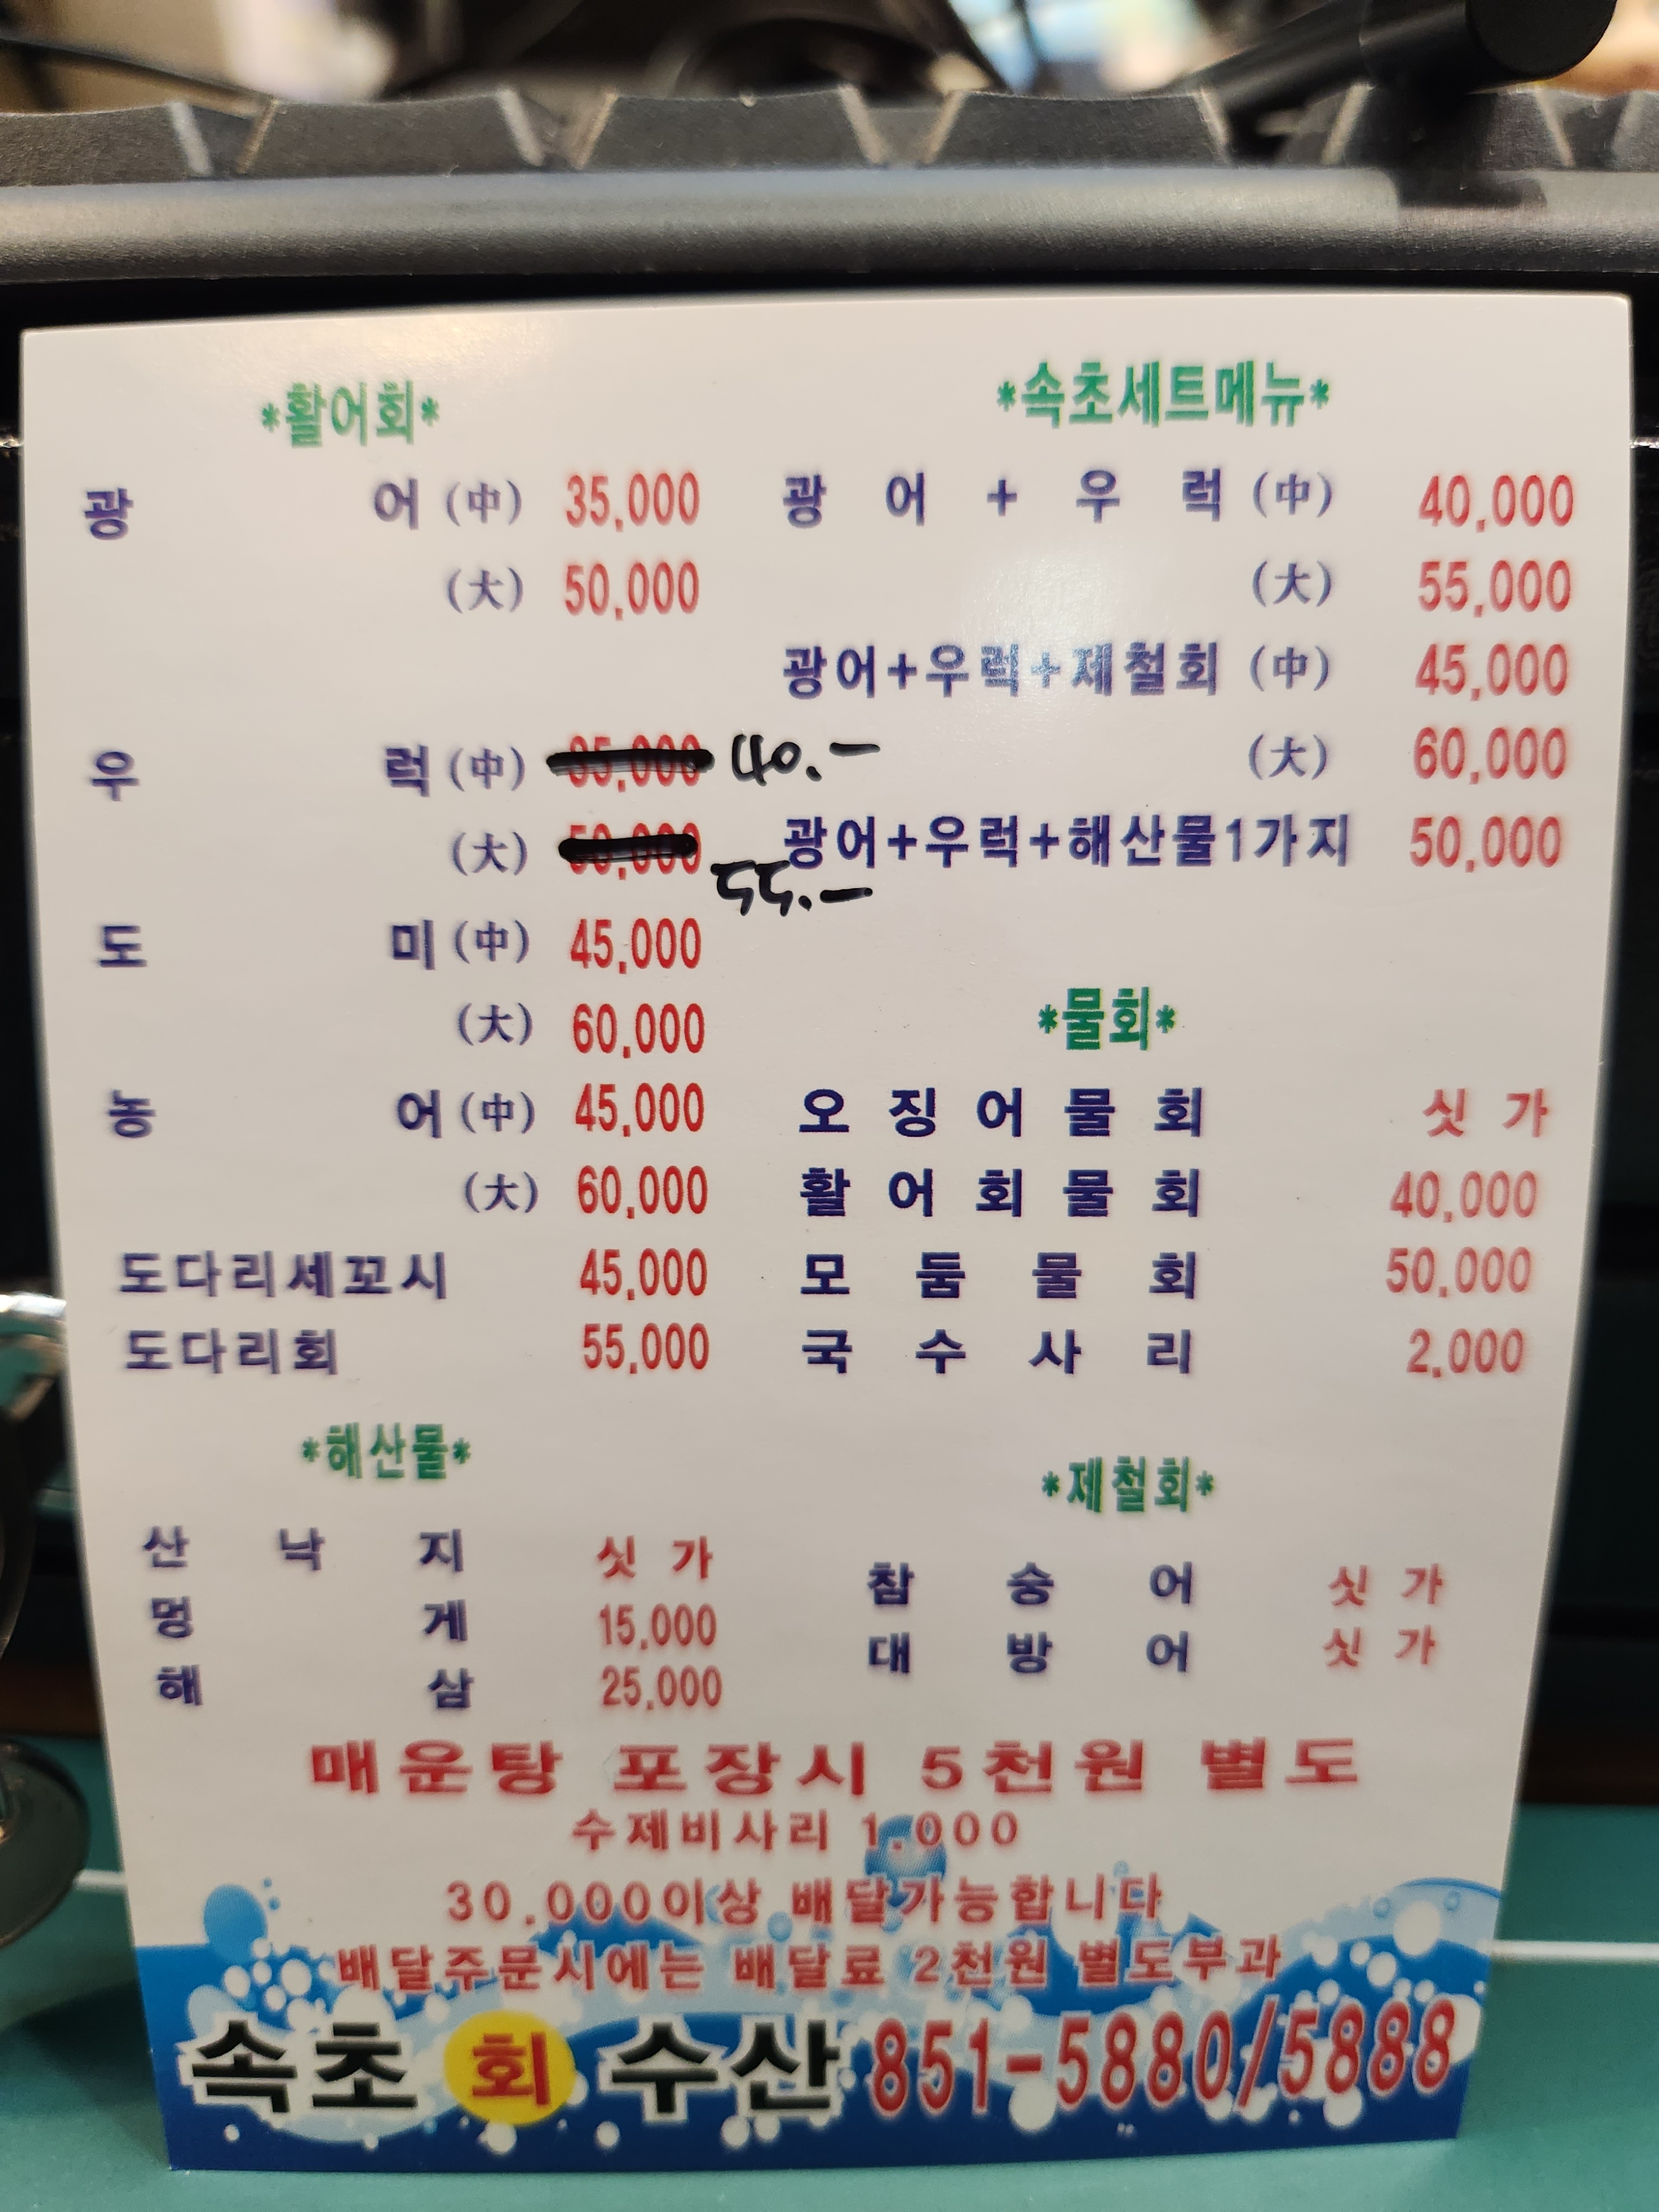 *활어회*
광 어 (中) 35,000
(大) 50,000
우 럭 (中) 35,000 40.-
(大) 50,000 55.-
도 미 (中) 45,000
(大) 60,000
농 어 (中) 45,000
(大) 60,000
도다리세꼬시 45,000
도다리회 55,000
*해산물*
산 낙 지 싯 가
멍 게 15,000
해 삼 25,000
*속초세트메뉴*
광 어 + 우 럭 (中) 40,000
(大) 55,000
광어+우럭+제철회 (中) 45,000
(大) 60,000
광어+우럭+해산물1가지 50,000
*물회*
오 징 어 물 회 싯 가
활 어 회 물 회 40,000
모 둠 물 회 50,000
국 수 사 리 2,000
*제철회*
참 숭 어 싯 가
대 방 어 싯 가
매운탕 포장시 5천원 별도
수제비사리 1,000
30,000이상 배달가능합니다
배달주문시에는 배달료 2천원 별도부과
속초 회 수산 851-5880/5888